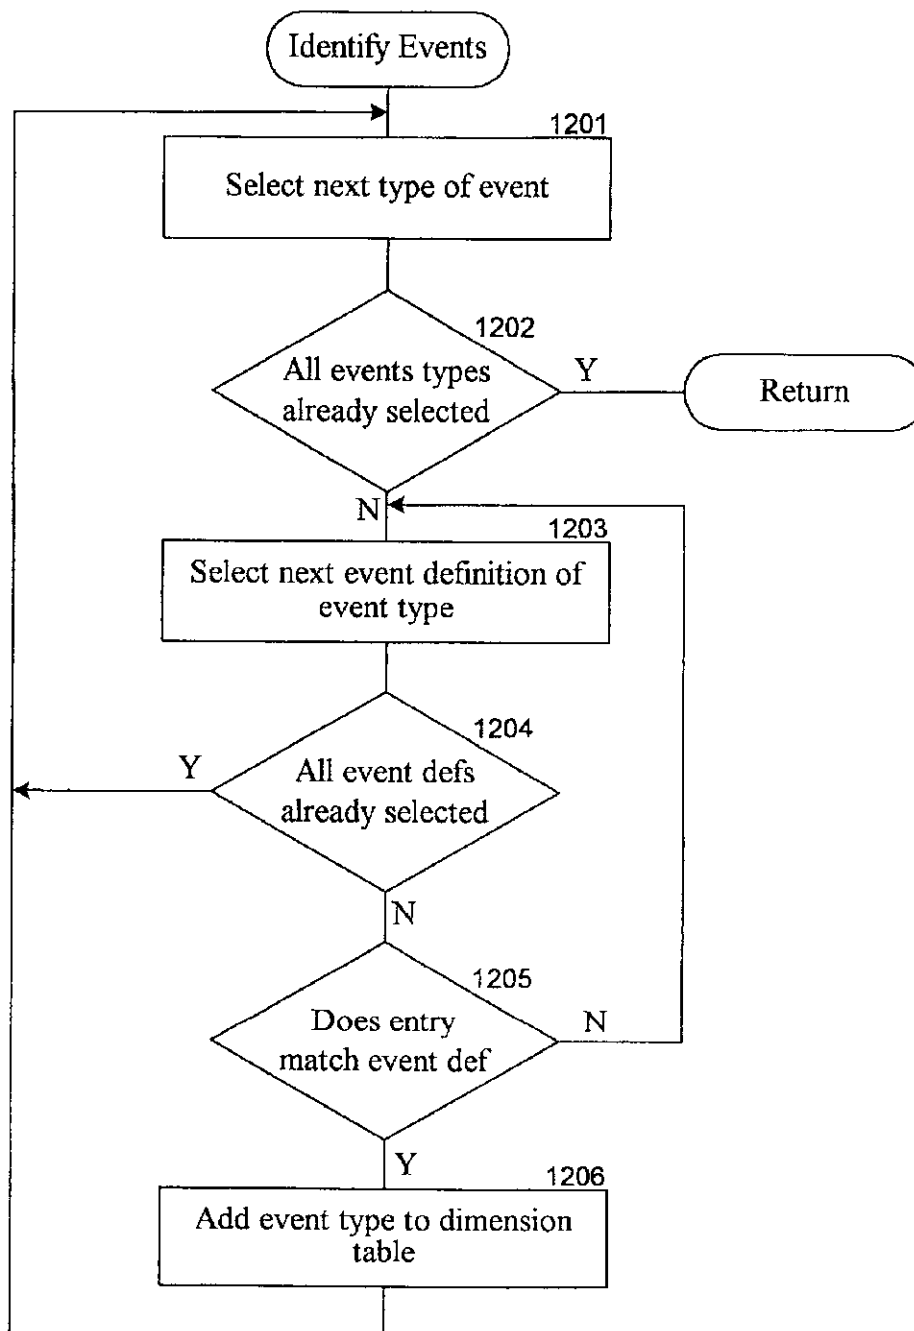 Identify Events
1201
Select next type of event
1202
All events types
already selected
Y
Return
N
1203
Select next event definition of
event type
1204
Y
All event defs
already selected
N
1205
Does entry
match event def
N
Y
1206
Add event type to dimension
table